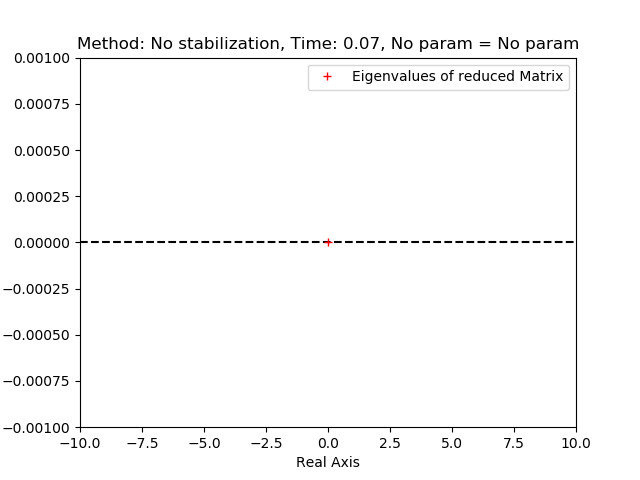 Method: No stabilization, Time: 0.07, No param = No param
Eigenvalues of reduced Matrix
0.00100
0.00075
0.00050
0.00025
0.00000
−0.00025
−0.00050
−0.00075
−0.00100
−10.0 −7.5 −5.0 −2.5 0.0 2.5 5.0 7.5 10.0
Real Axis